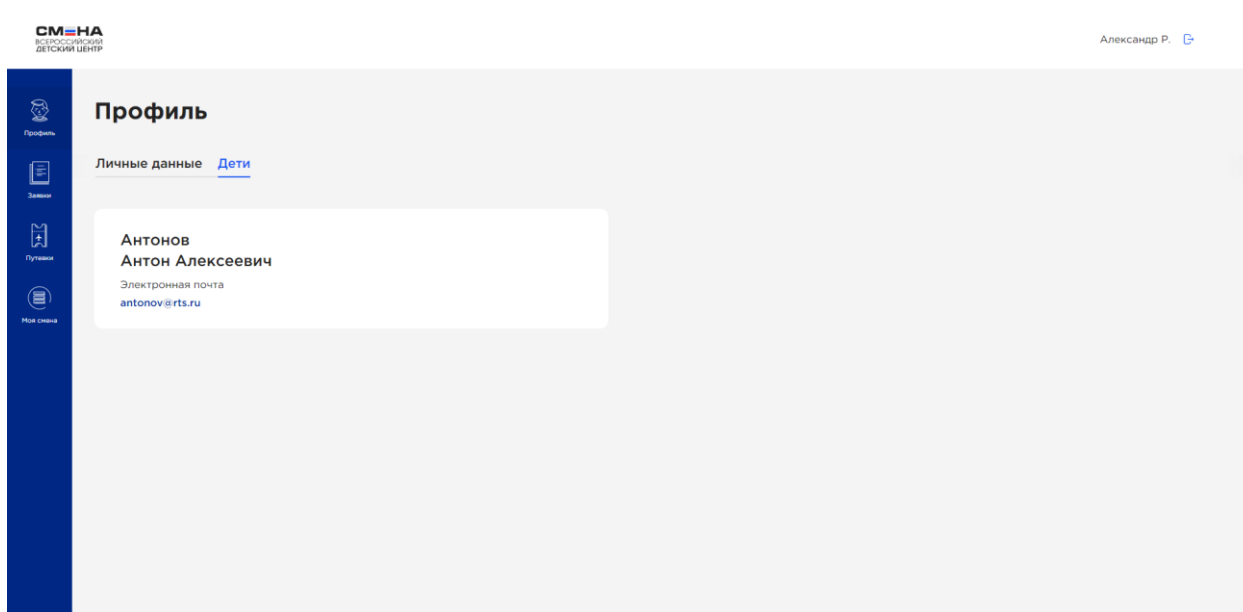 СМЕНА
ВСЕРОССИЙСКИЙ
ДЕТСКИЙ ЦЕНТР
Александр Р.
Профиль
Заявки
Путевки
Моя смена
Профиль
Личные данные Дети
Антонов
Антон Алексеевич
Электронная почта
antonov@rts.ru